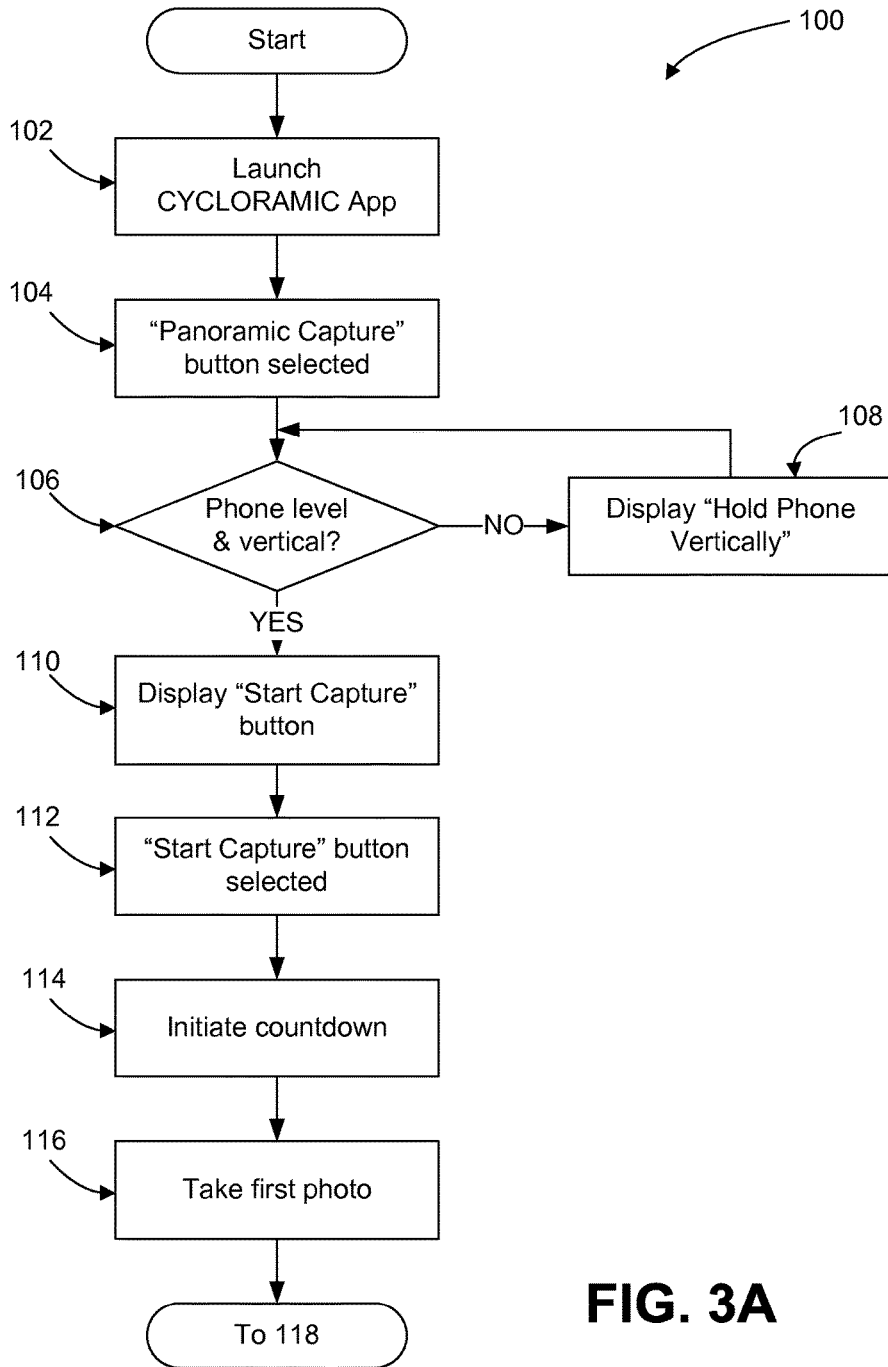 Start
100
102
Launch
CYCLORAMIC App
104
“Panoramic Capture”
button selected
108
106
Phone level
& vertical?
NO
Display “Hold Phone
Vertically”
YES
110
Display “Start Capture”
button
112
“Start Capture” button
selected
114
Initiate countdown
116
Take first photo
To 118
FIG. 3A